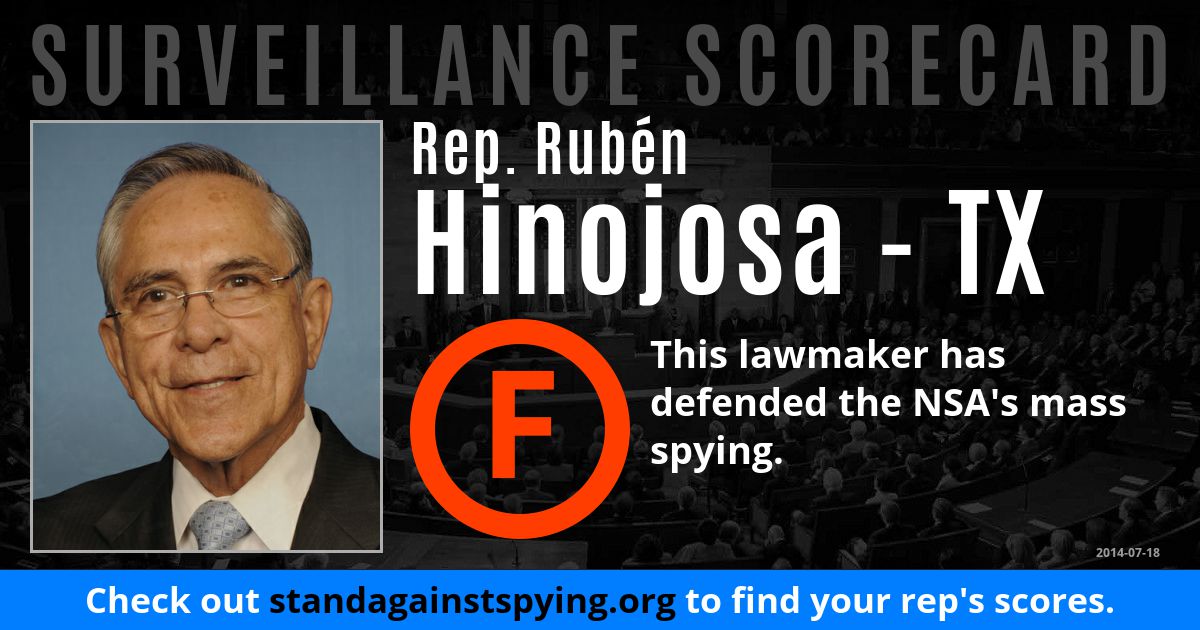 SURVEILLANCE SCORECARD
Rep. Rubén
Hinojosa - TX
F
This lawmaker has
defended the NSA's mass
spying.
2014-07-18
Check out standagainstspying.org to find your rep's scores.